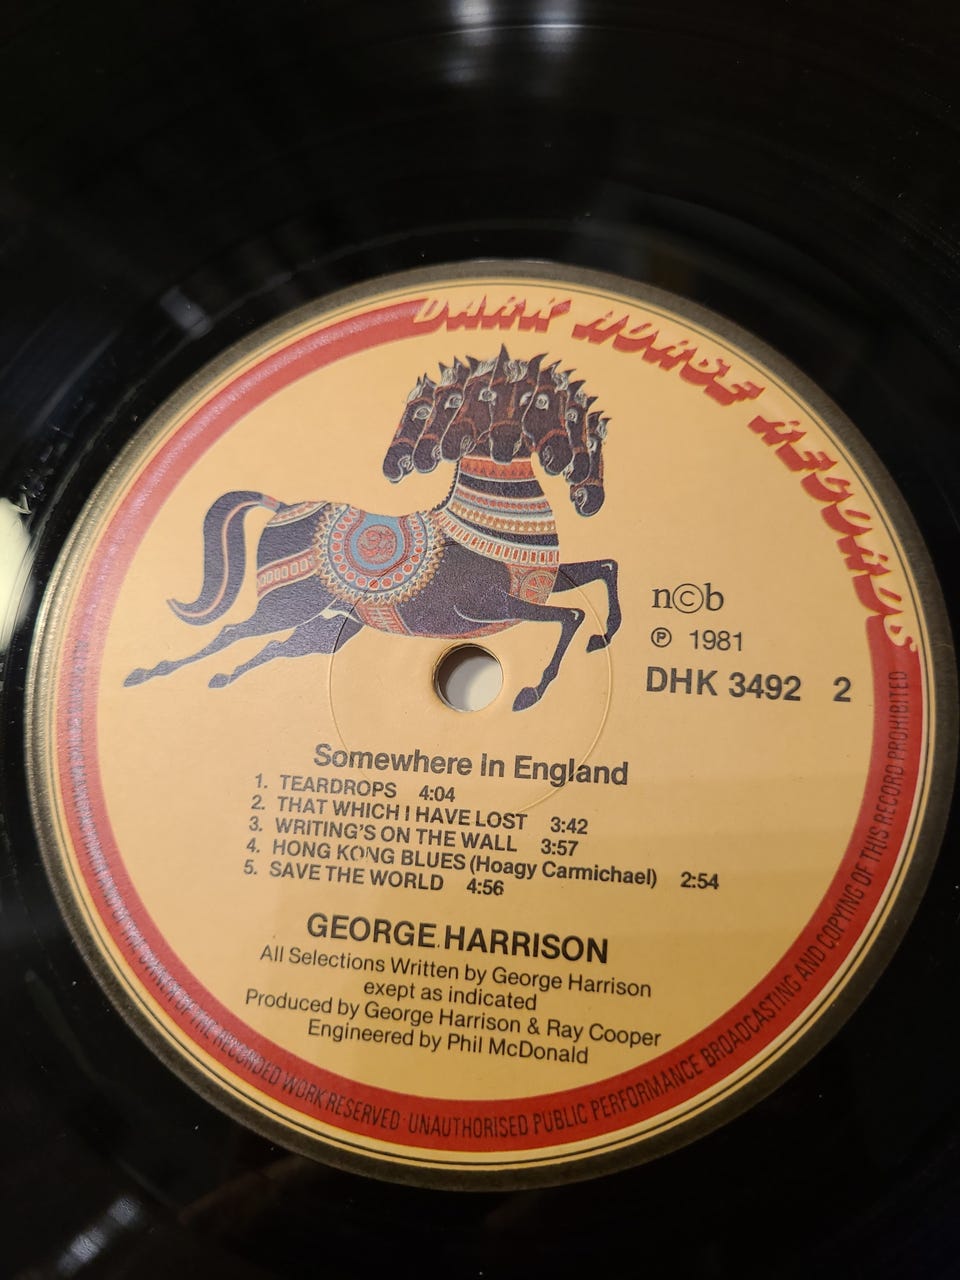 DARK HORSE RECORDS
n©b
℗ 1981
DHK 3492 2
Somewhere in England
1. TEARDROPS 4:04
2. THAT WHICH I HAVE LOST 3:42
3. WRITING'S ON THE WALL 3:57
4. HONG KONG BLUES (Hoagy Carmichael) 2:54
5. SAVE THE WORLD 4:56
GEORGE HARRISON
All Selections Written by George Harrison
exept as indicated
Produced by George Harrison & Ray Cooper
Engineered by Phil McDonald
OF THE RECORDED WORK RESERVED · UNAUTHORISED PUBLIC PERFORMANCE BROADCASTING AND COPYING OF THIS RECORD PROHIBITED